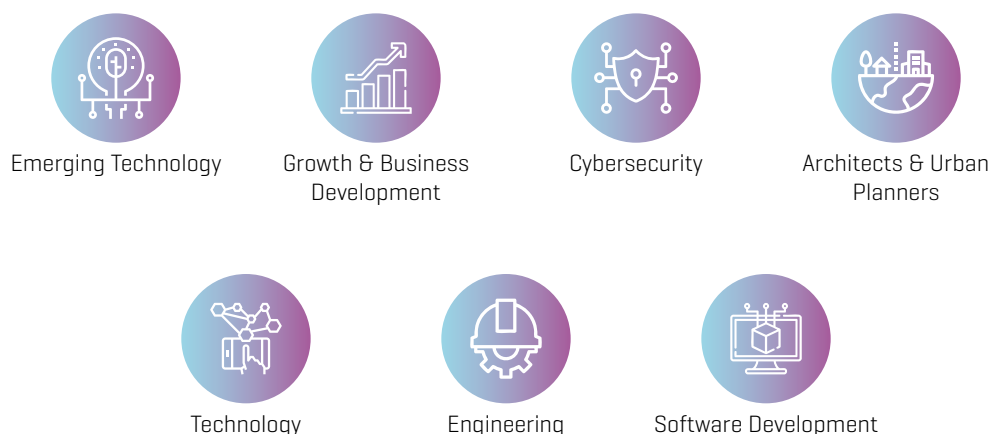 Emerging Technology
Growth & Business
Development
Cybersecurity
Architects & Urban
Planners
Technology
Engineering
Software Development